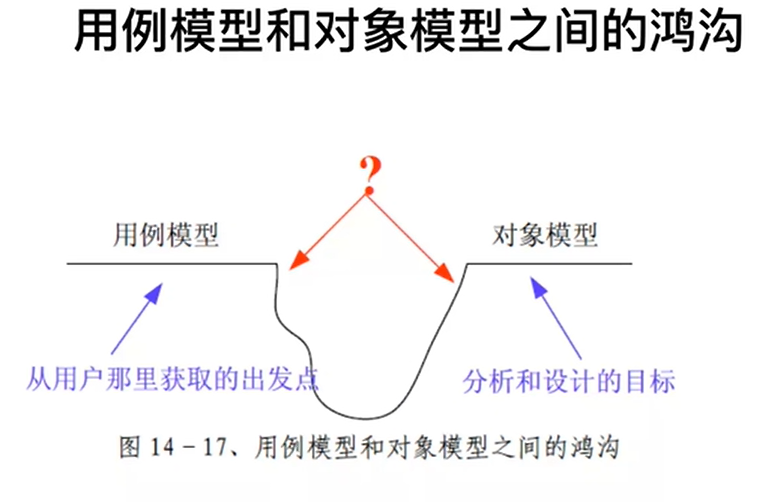 用例模型和对象模型之间的鸿沟
?
用例模型
对象模型
从用户那里获取的出发点
分析和设计的目标
图 14-17、用例模型和对象模型之间的鸿沟